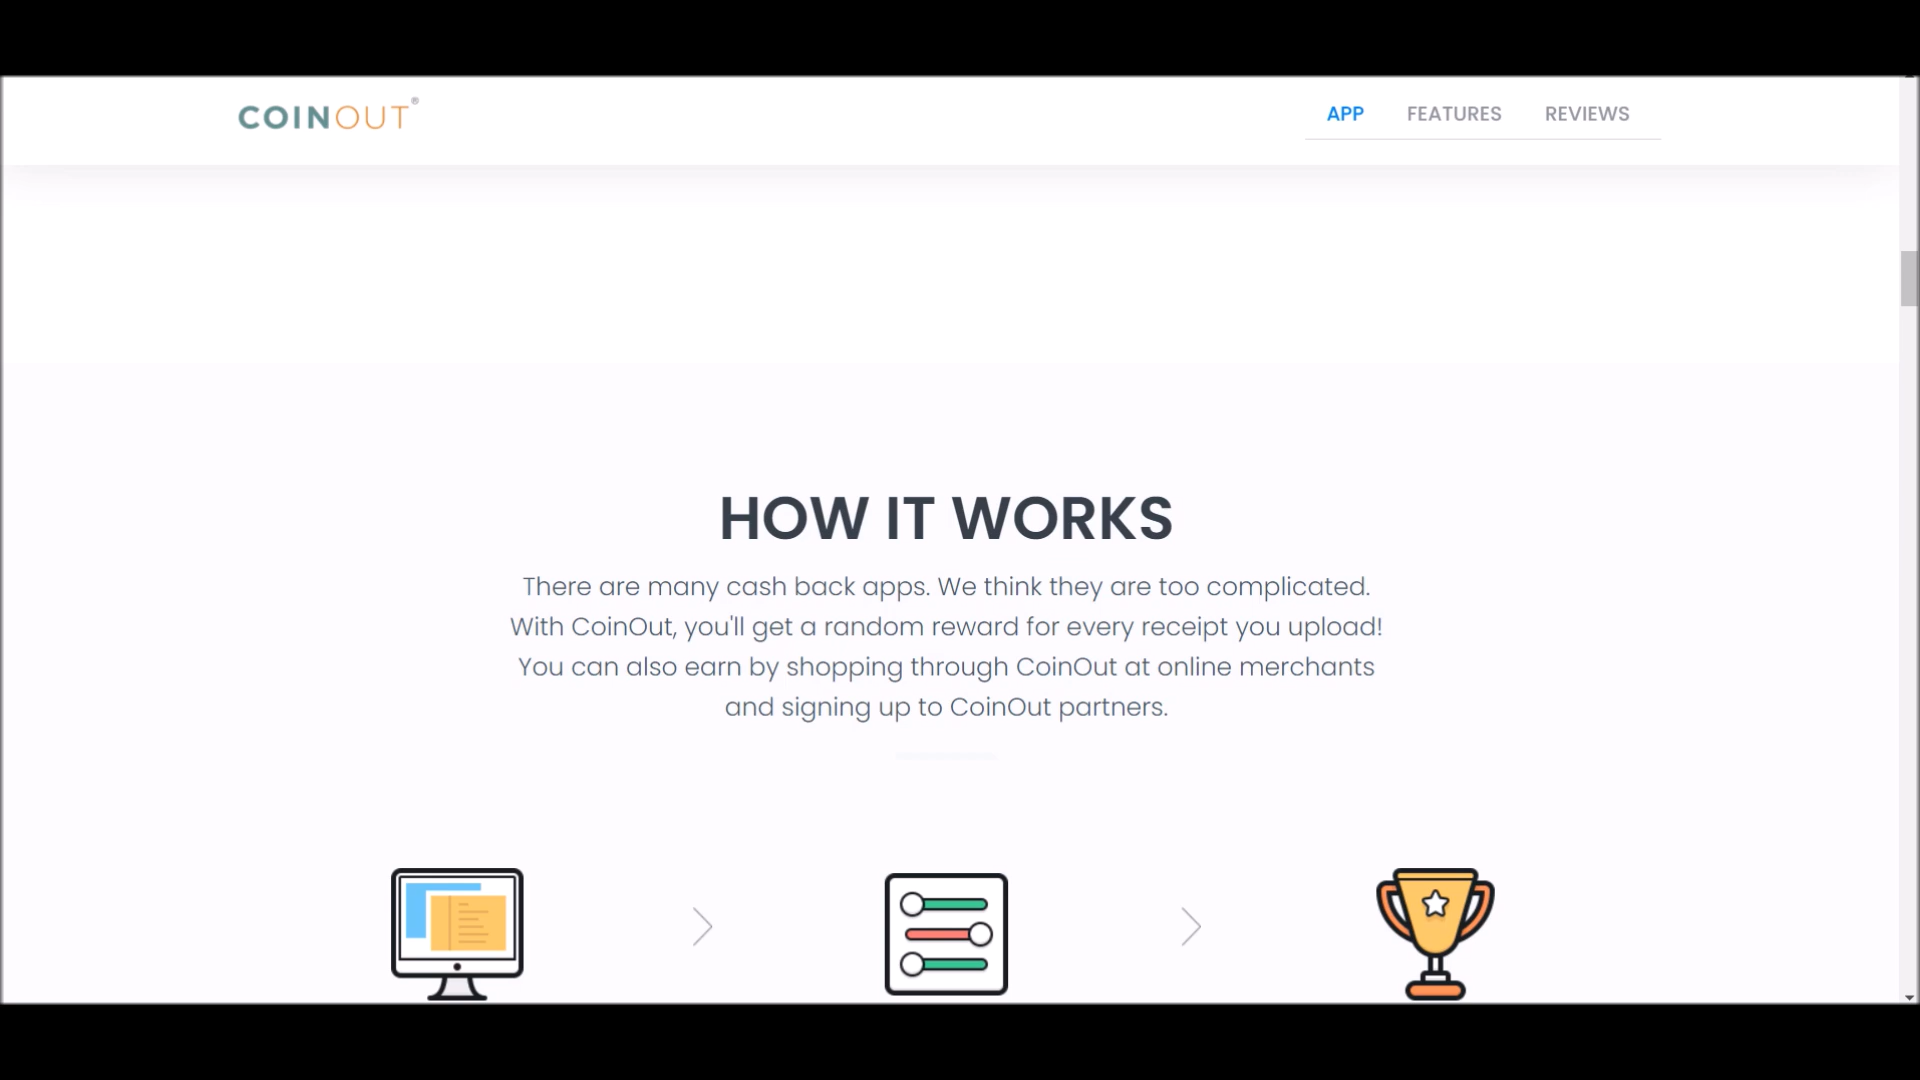 COINOUT®
APP FEATURES REVIEWS
HOW IT WORKS
There are many cash back apps. We think they are too complicated.
With CoinOut, you'll get a random reward for every receipt you upload!
You can also earn by shopping through CoinOut at online merchants
and signing up to CoinOut partners.